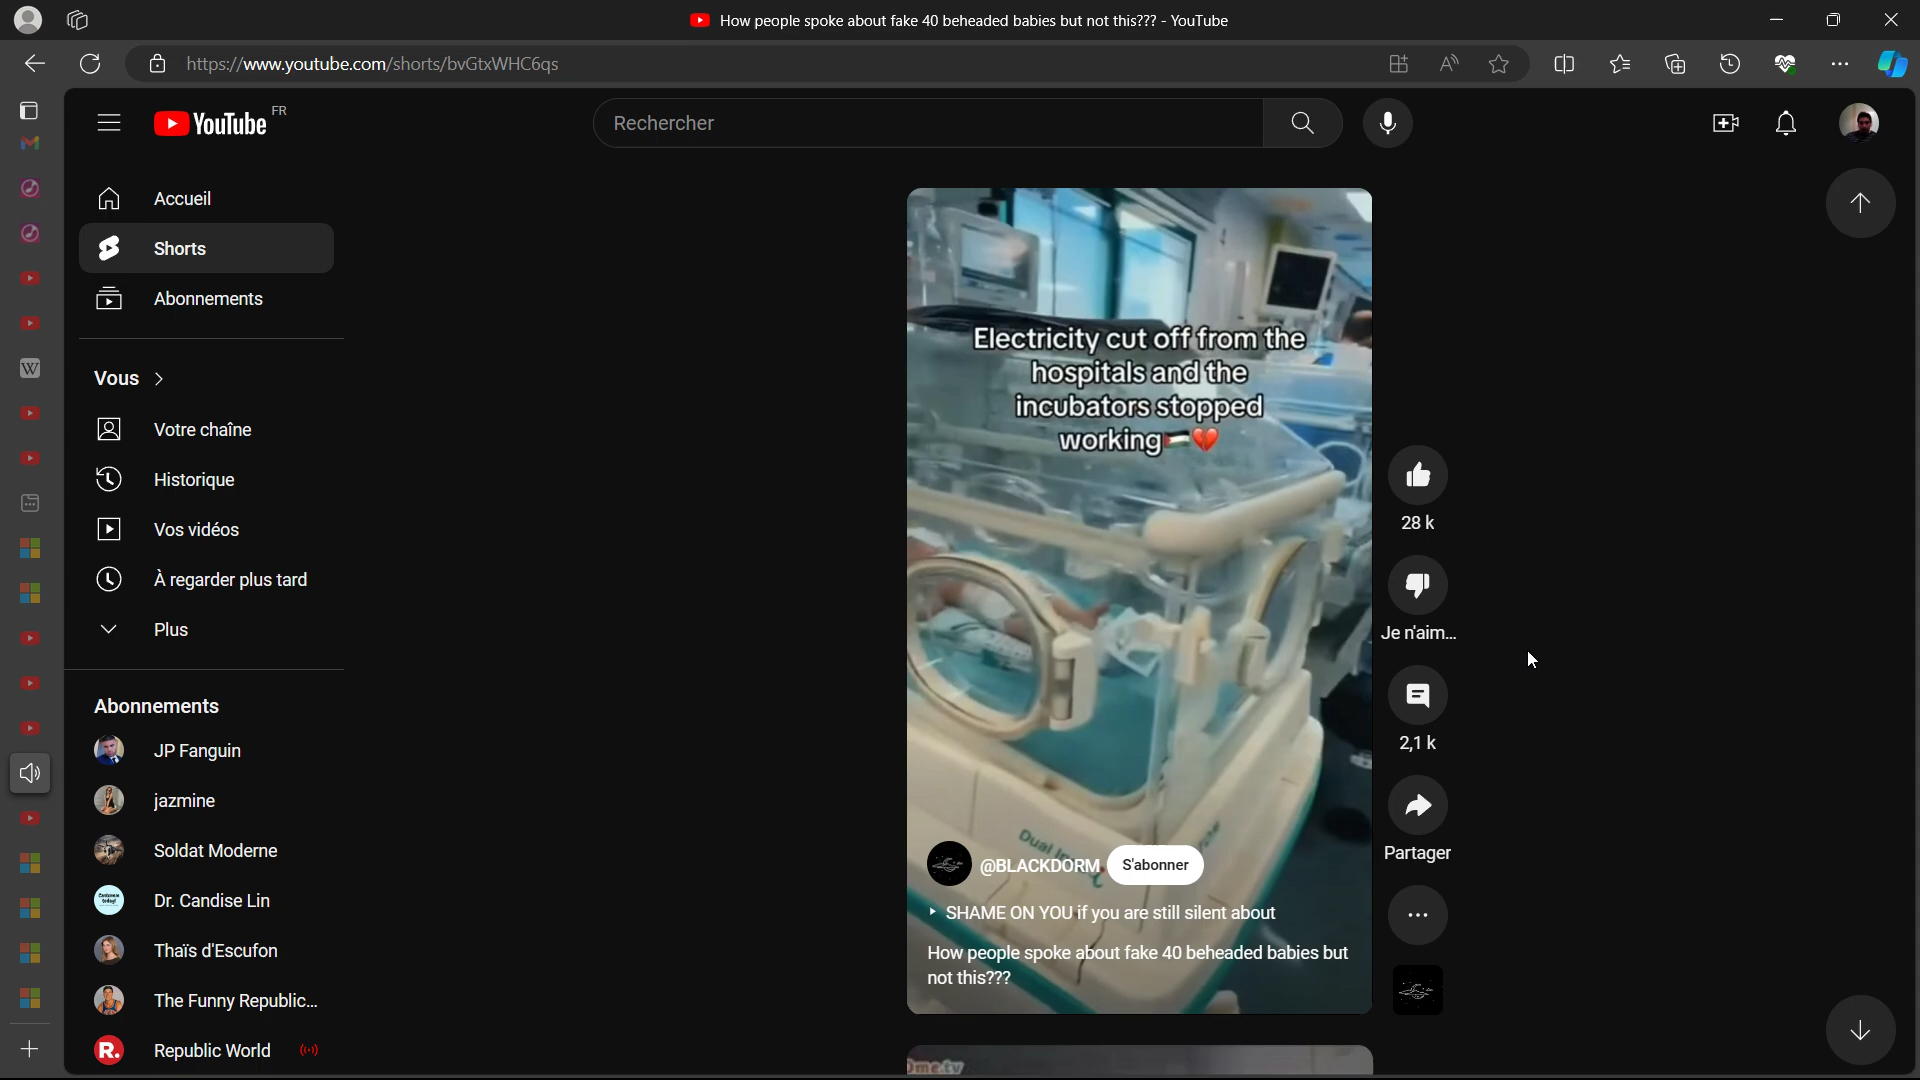 How people spoke about fake 40 beheaded babies but not this??? - YouTube
https://www.youtube.com/shorts/bvGtxWHC6qs
YouTube FR
Rechercher
Accueil
Shorts
Abonnements
Vous
Votre chaîne
Historique
Vos vidéos
À regarder plus tard
Plus
Abonnements
JP Fanguin
jazmine
Soldat Moderne
Dr. Candise Lin
Thaïs d'Escufon
The Funny Republic...
R. Republic World
W
Electricity cut off from the
hospitals and the
incubators stopped
working🇵🇸💔
Dual
@BLACKDORM S'abonner
SHAME ON YOU if you are still silent about
How people spoke about fake 40 beheaded babies but
not this???
28 k
Je n'aim...
2,1 k
Partager
Ome.tv